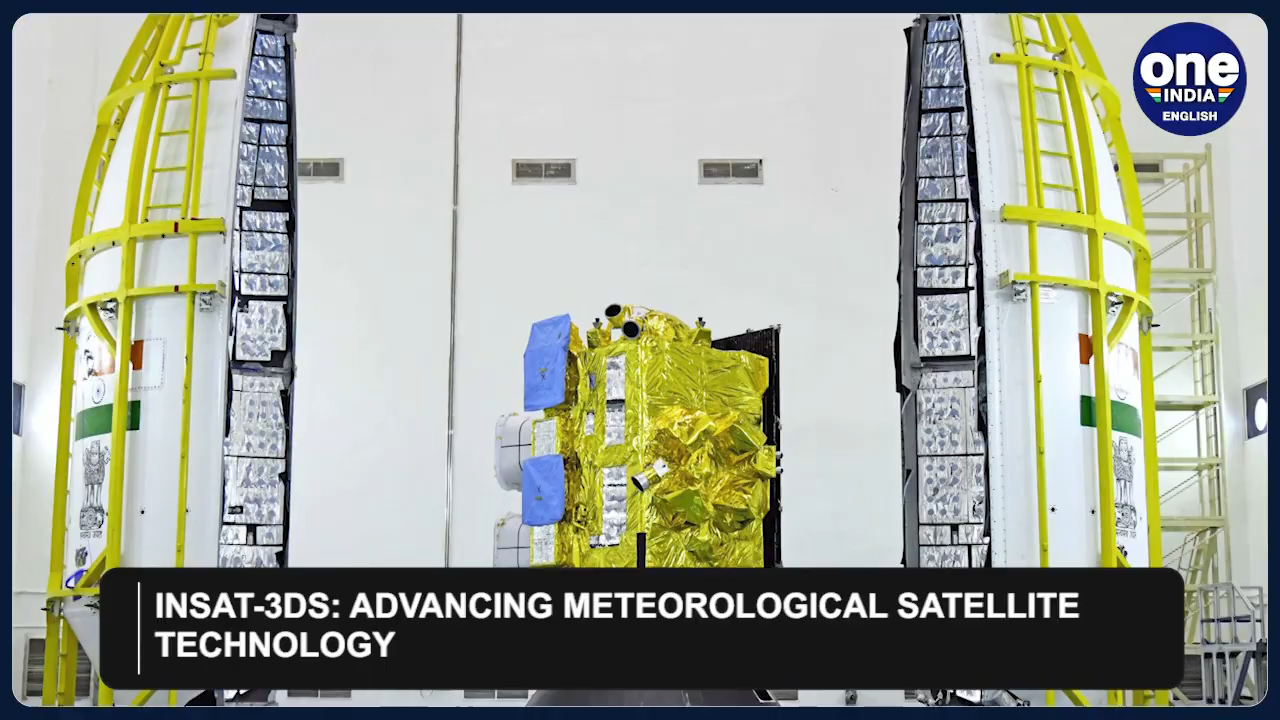 one
INDIA
ENGLISH
INSAT-3DS: ADVANCING METEOROLOGICAL SATELLITE
TECHNOLOGY